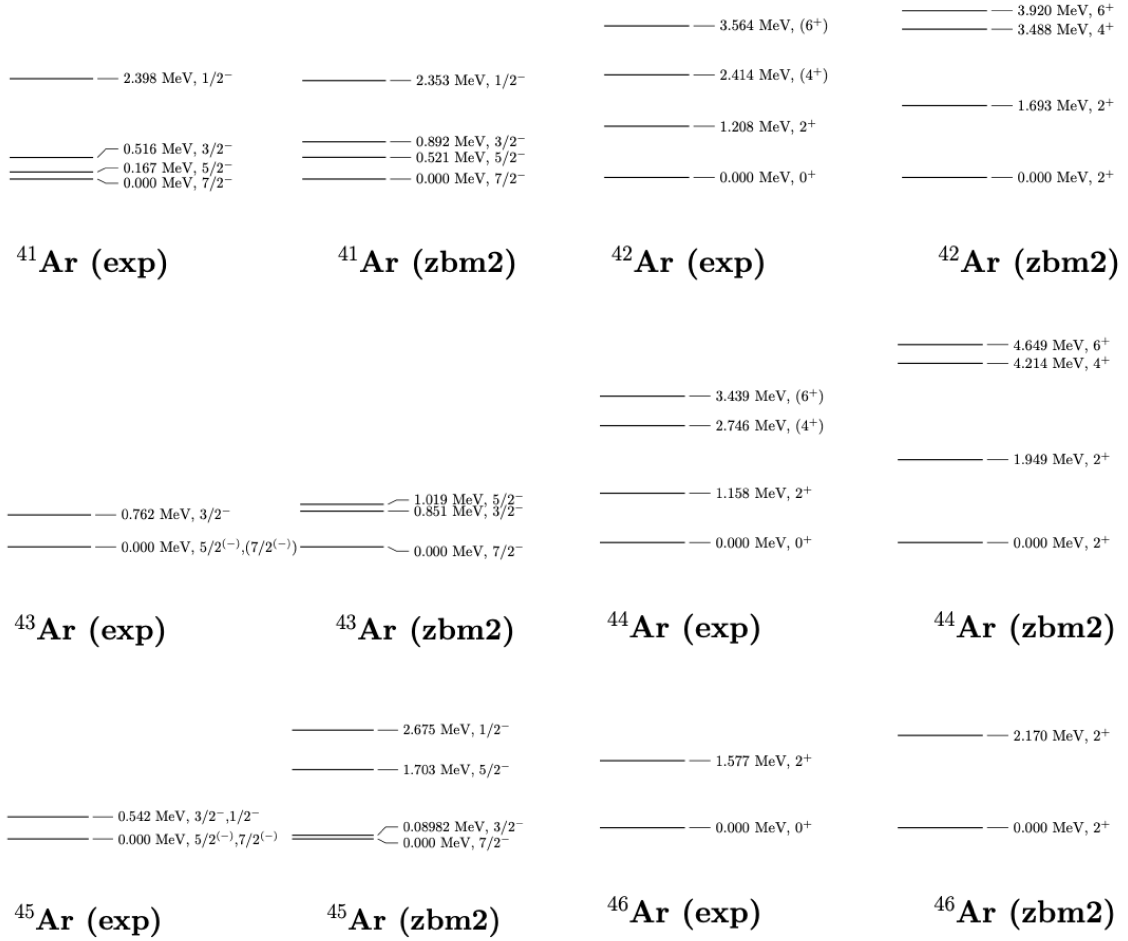 2.398 MeV, 1/2⁻
0.516 MeV, 3/2⁻
0.167 MeV, 5/2⁻
0.000 MeV, 7/2⁻
⁴¹Ar (exp)
2.353 MeV, 1/2⁻
0.892 MeV, 3/2⁻
0.521 MeV, 5/2⁻
0.000 MeV, 7/2⁻
⁴¹Ar (zbm2)
3.564 MeV, (6⁺)
2.414 MeV, (4⁺)
1.208 MeV, 2⁺
0.000 MeV, 0⁺
⁴²Ar (exp)
3.920 MeV, 6⁺
3.488 MeV, 4⁺
1.693 MeV, 2⁺
0.000 MeV, 2⁺
⁴²Ar (zbm2)
0.762 MeV, 3/2⁻
0.000 MeV, 5/2⁽⁻⁾,(7/2⁽⁻⁾)
⁴³Ar (exp)
1.019 MeV, 5/2⁻
0.851 MeV, 3/2⁻
0.000 MeV, 7/2⁻
⁴³Ar (zbm2)
3.439 MeV, (6⁺)
2.746 MeV, (4⁺)
1.158 MeV, 2⁺
0.000 MeV, 0⁺
⁴⁴Ar (exp)
4.649 MeV, 6⁺
4.214 MeV, 4⁺
1.949 MeV, 2⁺
0.000 MeV, 2⁺
⁴⁴Ar (zbm2)
0.542 MeV, 3/2⁻,1/2⁻
0.000 MeV, 5/2⁽⁻⁾,7/2⁽⁻⁾
⁴⁵Ar (exp)
2.675 MeV, 1/2⁻
1.703 MeV, 5/2⁻
0.08982 MeV, 3/2⁻
0.000 MeV, 7/2⁻
⁴⁵Ar (zbm2)
1.577 MeV, 2⁺
0.000 MeV, 0⁺
⁴⁶Ar (exp)
2.170 MeV, 2⁺
0.000 MeV, 2⁺
⁴⁶Ar (zbm2)